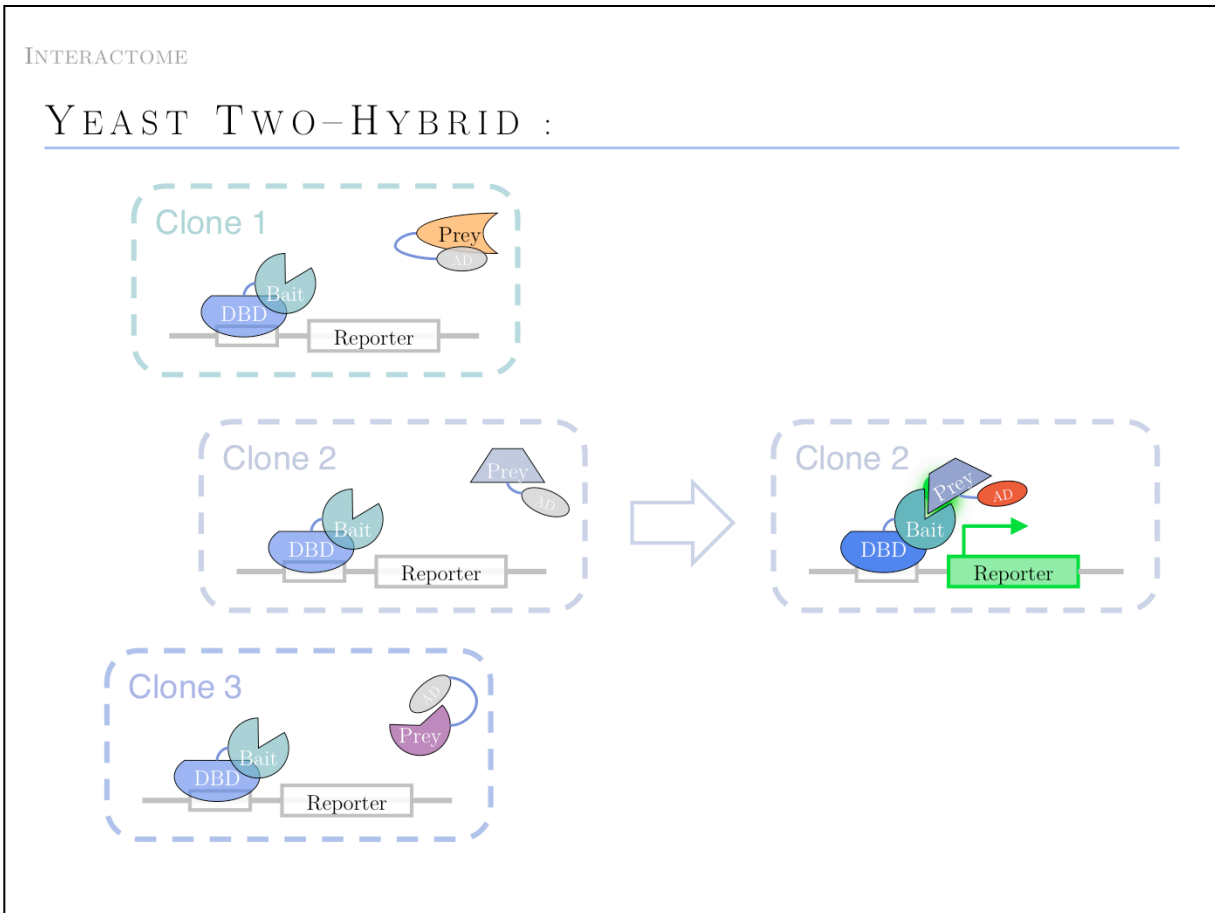 INTERACTOME
YEAST TWO–HYBRID :
Clone 1
Prey
AD
Bait
DBD
Reporter
Clone 2
Prey
AD
Bait
DBD
Reporter
Clone 2
Prey
AD
Bait
DBD
Reporter
Clone 3
AD
Prey
Bait
DBD
Reporter